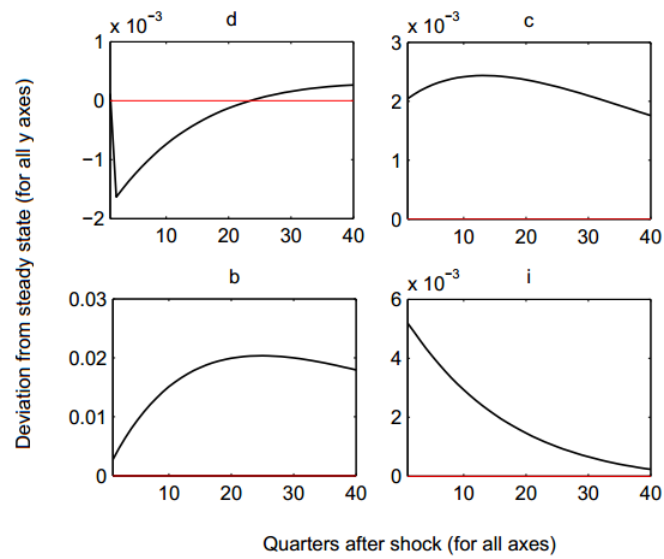 d
x 10⁻³
1
0
−1
−2
10 20 30 40
c
x 10⁻³
3
2
1
0
10 20 30 40
b
0.03
0.02
0.01
0
10 20 30 40
i
x 10⁻³
6
4
2
0
10 20 30 40
Deviation from steady state (for all y axes)
Quarters after shock (for all axes)